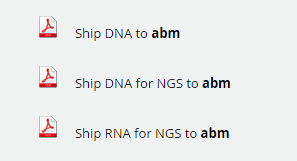 Ship DNA to abm
Ship DNA for NGS to abm
Ship RNA for NGS to abm